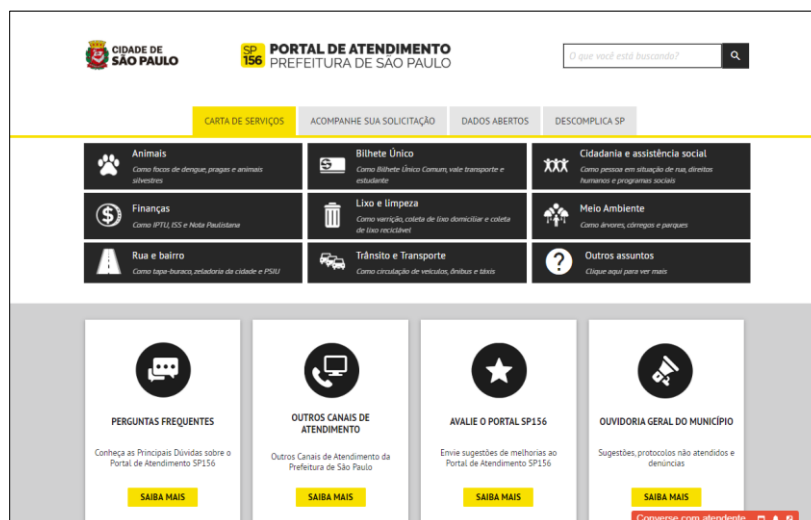 CIDADE DE
SÃO PAULO
SP
156
PORTAL DE ATENDIMENTO
PREFEITURA DE SÃO PAULO
O que você está buscando?
CARTA DE SERVIÇOS
ACOMPANHE SUA SOLICITAÇÃO
DADOS ABERTOS
DESCOMPLICA SP
Animais
Como focos de dengue, pragas e animais
silvestres
Bilhete Único
Como Bilhete Único Comum, vale transporte e
estudante
Cidadania e assistência social
Como pessoa em situação de rua, direitos
humanos e programas sociais
Finanças
Como IPTU, ISS e Nota Paulistana
Lixo e limpeza
Como varrição, coleta de lixo domiciliar e coleta
de lixo reciclável
Meio Ambiente
Como árvores, córregos e parques
Rua e bairro
Como tapa-buraco, zeladoria da cidade e PSIU
Trânsito e Transporte
Como circulação de veículos, ônibus e táxis
Outros assuntos
Clique aqui para ver mais
PERGUNTAS FREQUENTES
Conheça as Principais Dúvidas sobre o
Portal de Atendimento SP156
SAIBA MAIS
OUTROS CANAIS DE
ATENDIMENTO
Outros Canais de Atendimento da
Prefeitura de São Paulo
SAIBA MAIS
AVALIE O PORTAL SP156
Envie sugestões de melhorias ao
Portal de Atendimento SP156
SAIBA MAIS
OUVIDORIA GERAL DO MUNICÍPIO
Sugestões, protocolos não atendidos e
denúncias
SAIBA MAIS
Converse com atendente